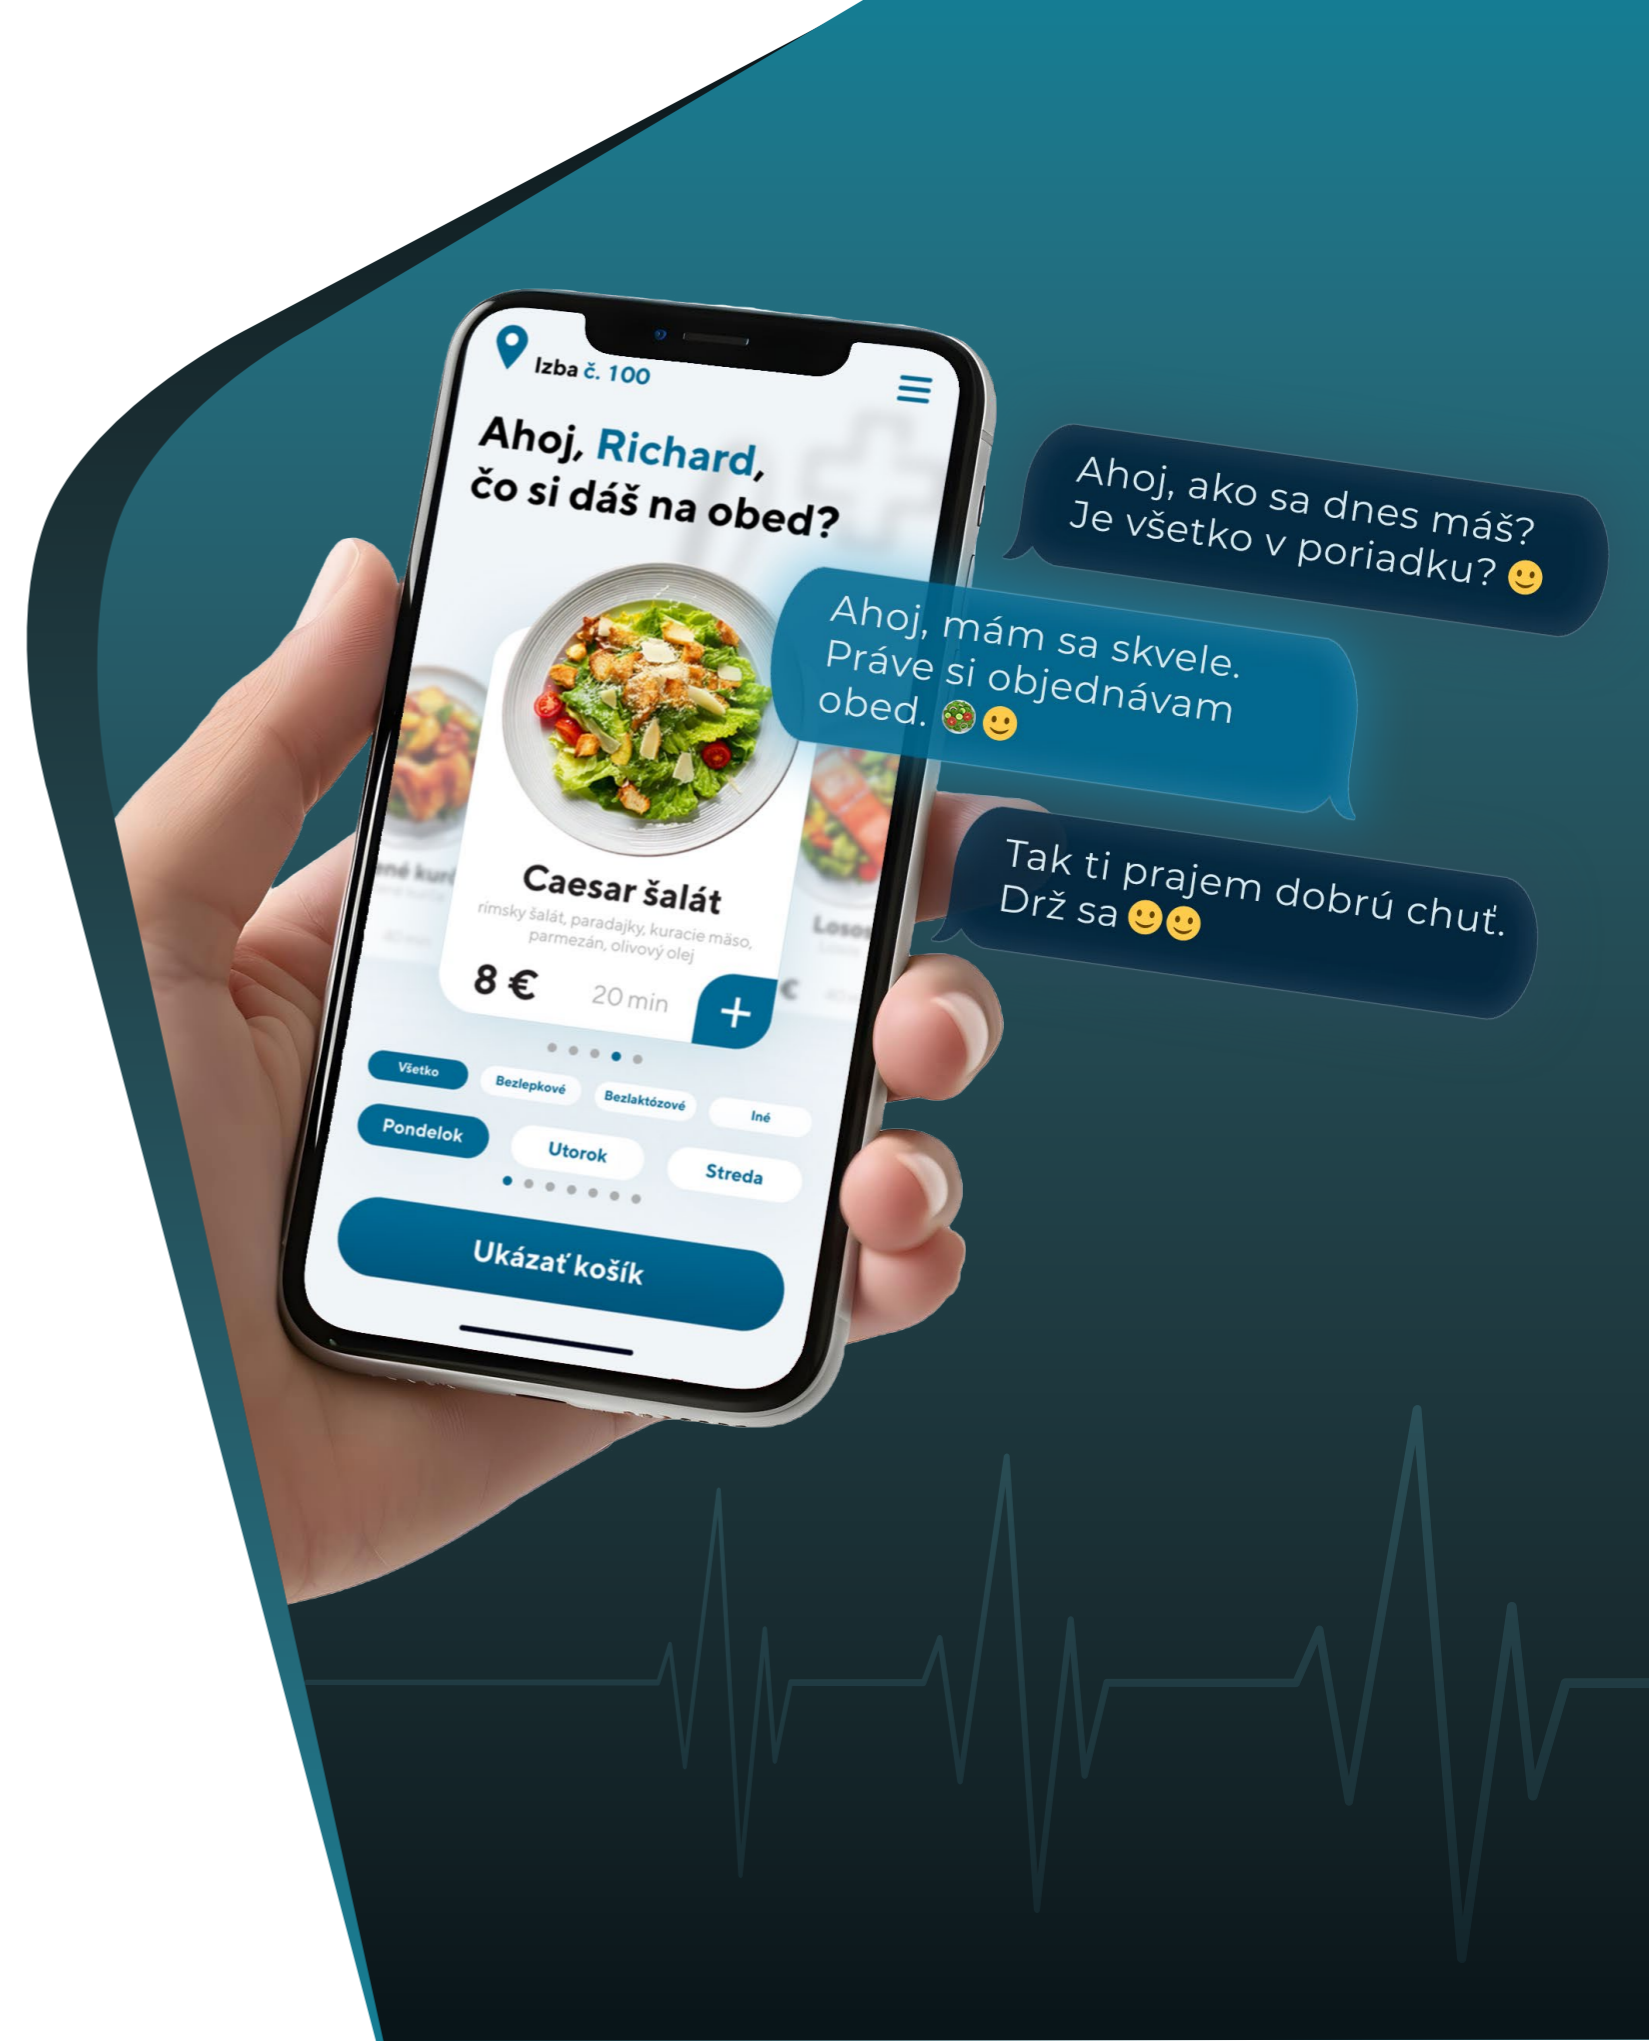 Izba č. 100
Ahoj, Richard,
čo si dáš na obed?
Ahoj, ako sa dnes máš?
Je všetko v poriadku? 🙂
Ahoj, mám sa skvele.
Práve si objednávam
obed. 🥗🙂
Tak ti prajem dobrú chuť.
Drž sa 🙂🙂
Caesar šalát
rímsky šalát, paradajky, kuracie mäso,
parmezán, olivový olej
8 €
20 min
+
€
Všetko
Bezlepkové
Bezlaktózové
Iné
Pondelok
Utorok
Streda
Ukázať košík